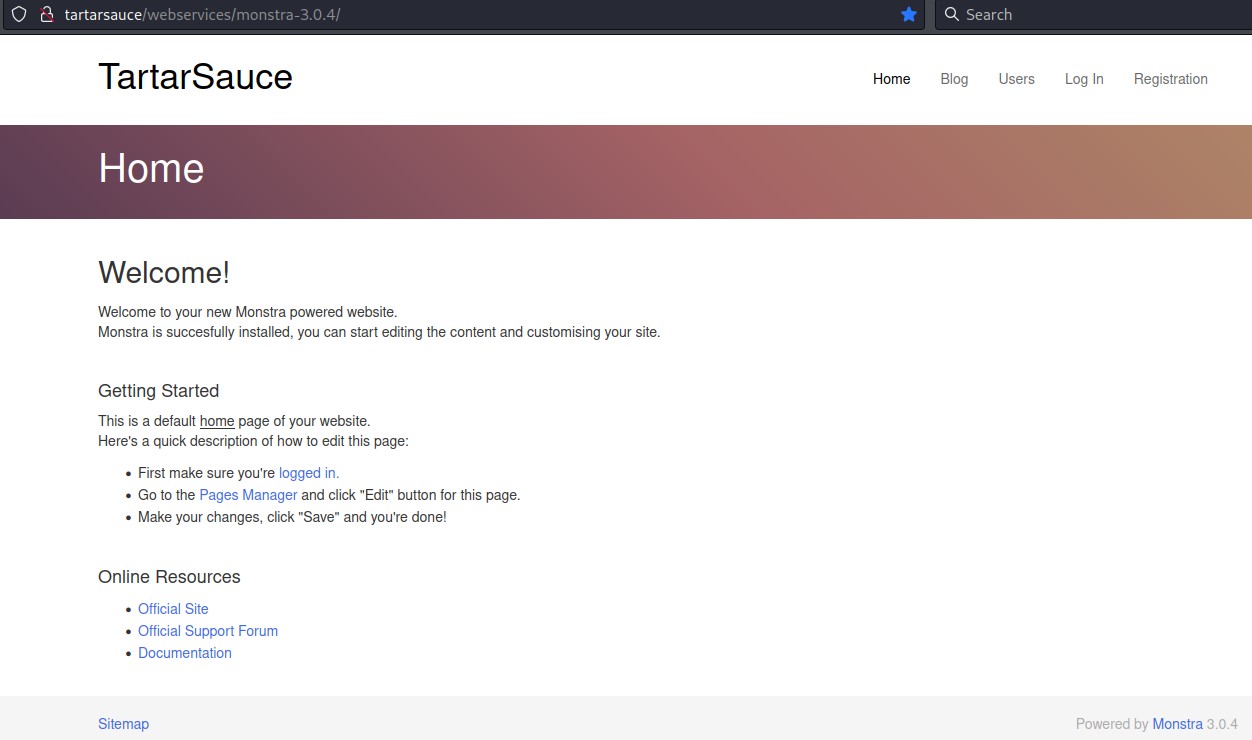 tartarsauce/webservices/monstra-3.0.4/ Search
TartarSauce Home Blog Users Log In Registration
Home
Welcome!
Welcome to your new Monstra powered website.
Monstra is succesfully installed, you can start editing the content and customising your site.
Getting Started
This is a default home page of your website.
Here's a quick description of how to edit this page:
• First make sure you're logged in.
• Go to the Pages Manager and click "Edit" button for this page.
• Make your changes, click "Save" and you're done!
Online Resources
• Official Site
• Official Support Forum
• Documentation
Sitemap Powered by Monstra 3.0.4